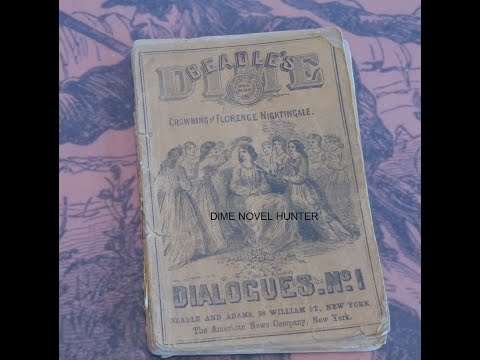 BEADLE'S
DIME
CROWNING OF FLORENCE NIGHTINGALE.
DIME NOVEL HUNTER
DIALOGUES. No. 1
BEADLE AND ADAMS, 98 WILLIAM ST., NEW YORK.
The American News Company, New York.